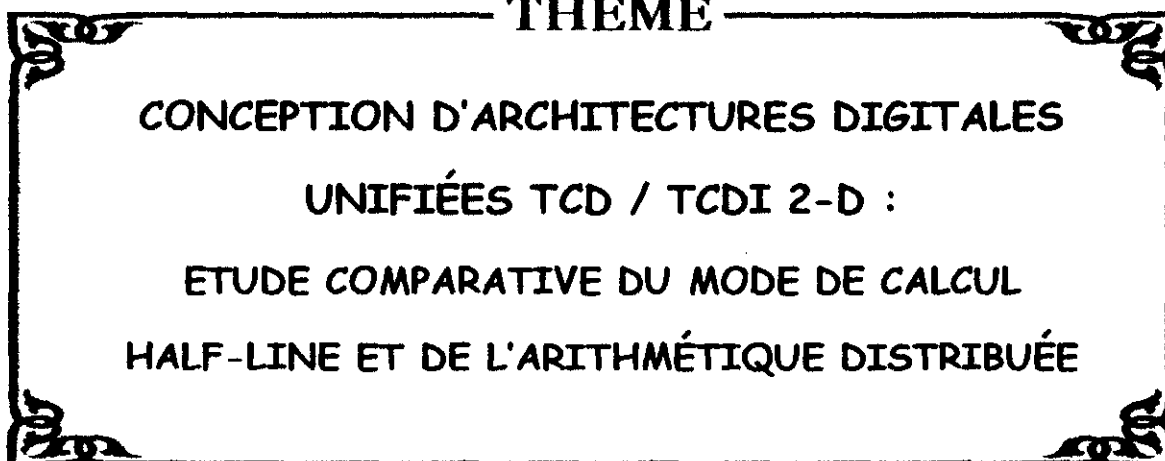 THEME
CONCEPTION D'ARCHITECTURES DIGITALES
UNIFIÉES TCD / TCDI 2-D :
ETUDE COMPARATIVE DU MODE DE CALCUL
HALF-LINE ET DE L'ARITHMÉTIQUE DISTRIBUÉE